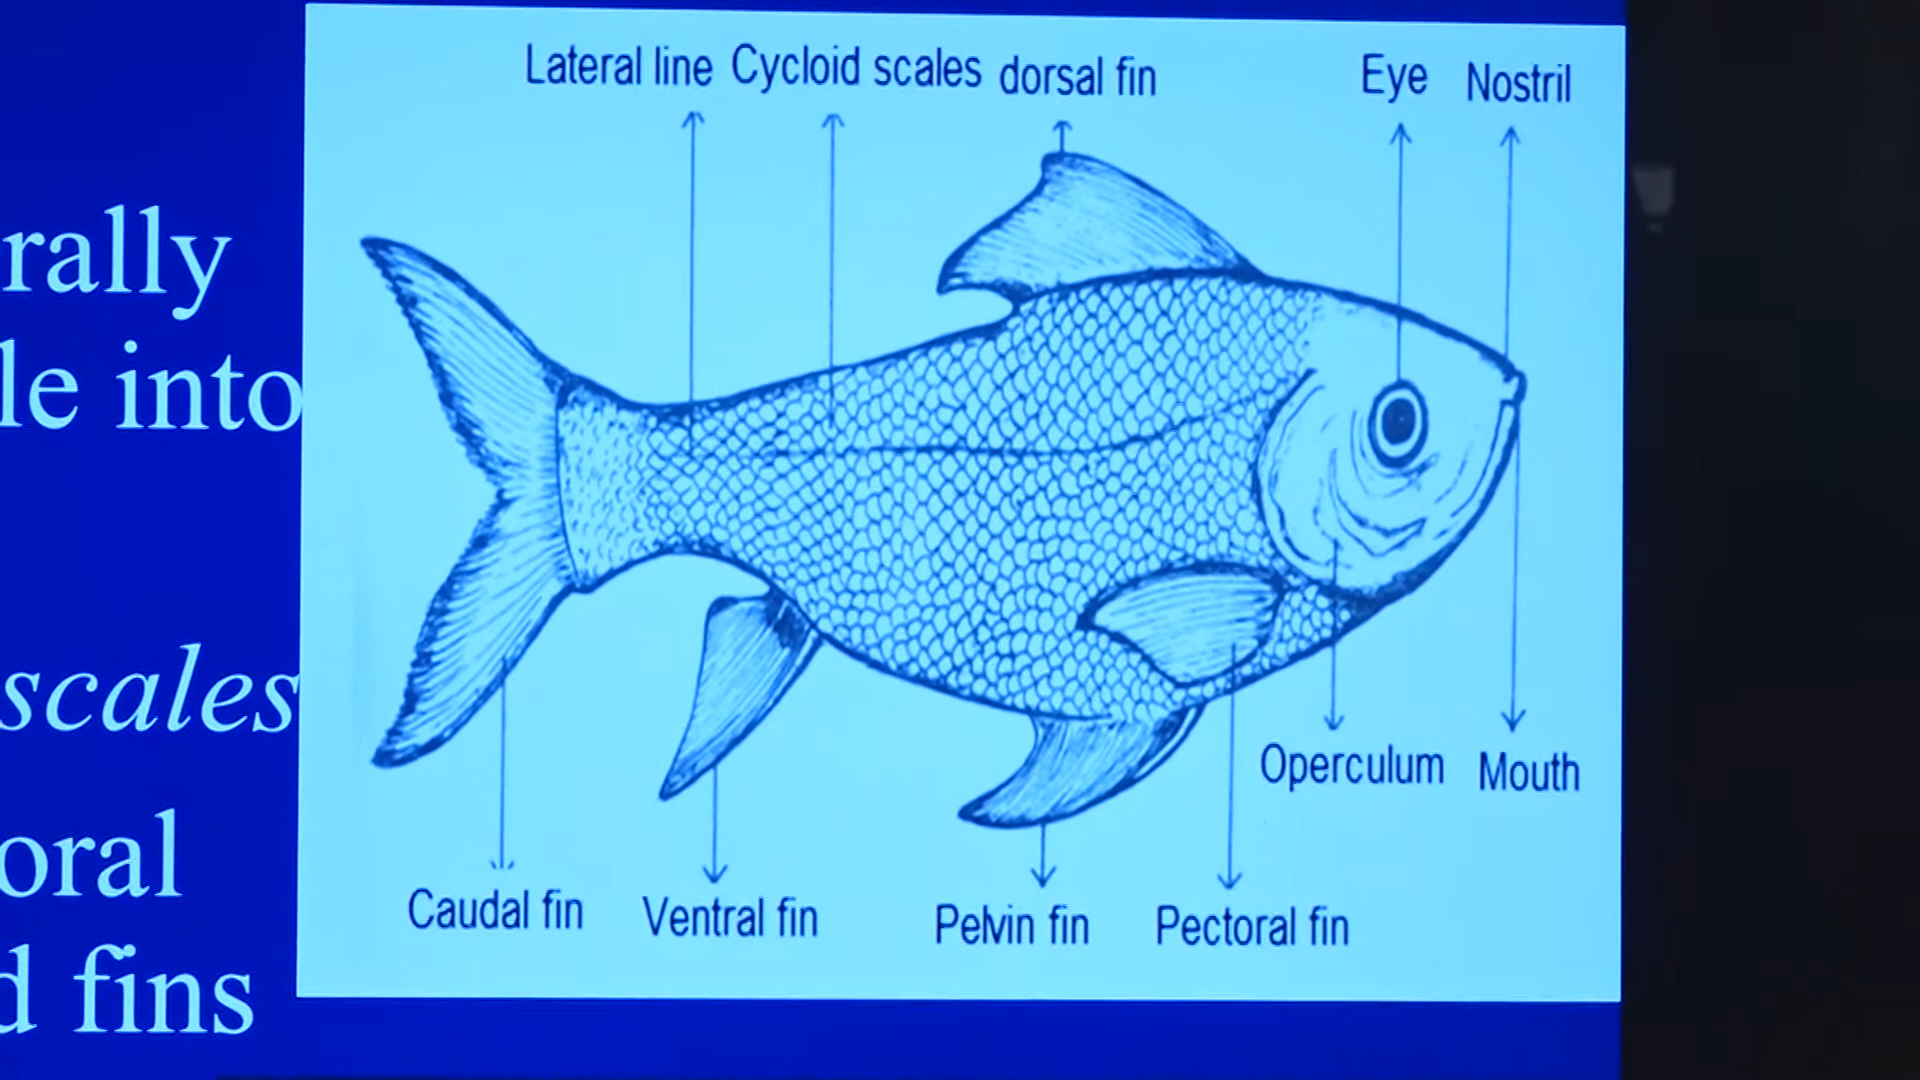 rally
le into
scales
oral
d fins
Lateral line Cycloid scales dorsal fin Eye Nostril
Operculum Mouth
Caudal fin Ventral fin Pelvin fin Pectoral fin